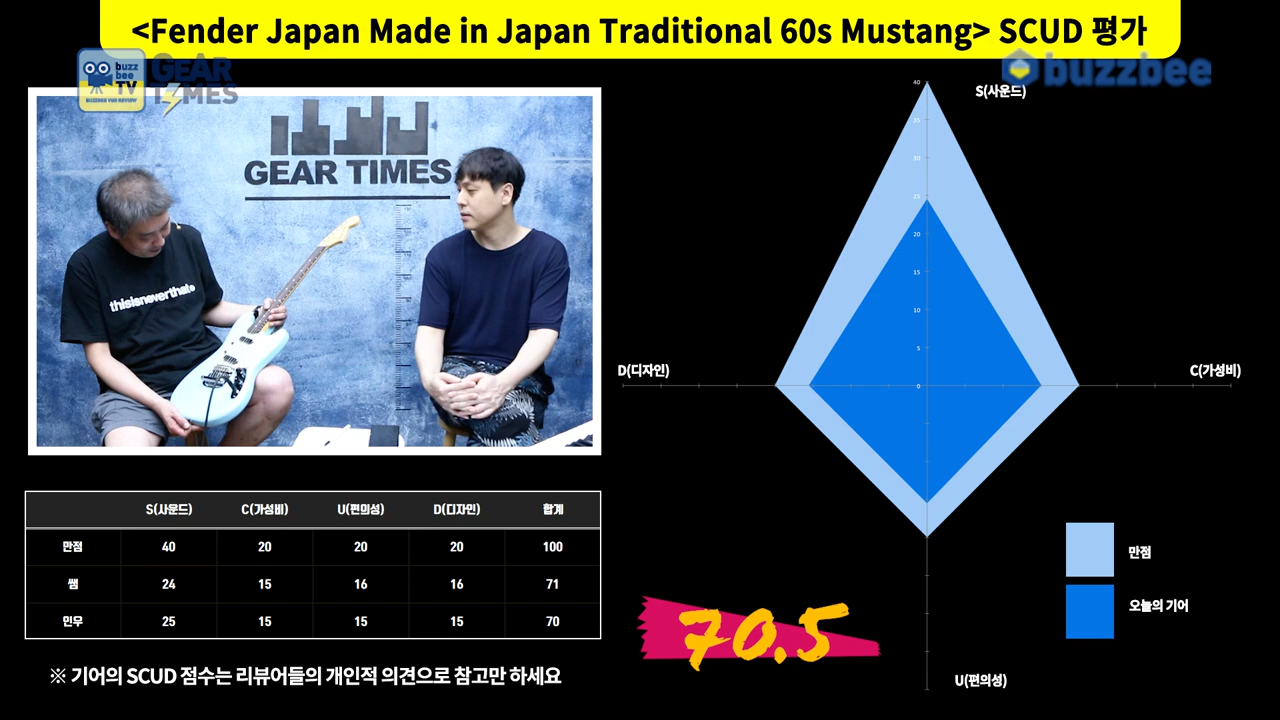 <Fender Japan Made in Japan Traditional 60s Mustang> SCUD 평가
buzz
bee
TV
BUZZBEE VOD REVIEW
GEAR
TIMES
buzzbee
GEAR TIMES
thisisneverthat
S(사운드)
40
35
30
25
20
15
10
5
0
D(디자인)
C(가성비)
U(편의성)
만점
오늘의 기어
S(사운드) C(가성비) U(편의성) D(디자인) 합계
만점 40 20 20 20 100
쌤 24 15 16 16 71
민우 25 15 15 15 70
70.5
※ 기어의 SCUD 점수는 리뷰어들의 개인적 의견으로 참고만 하세요